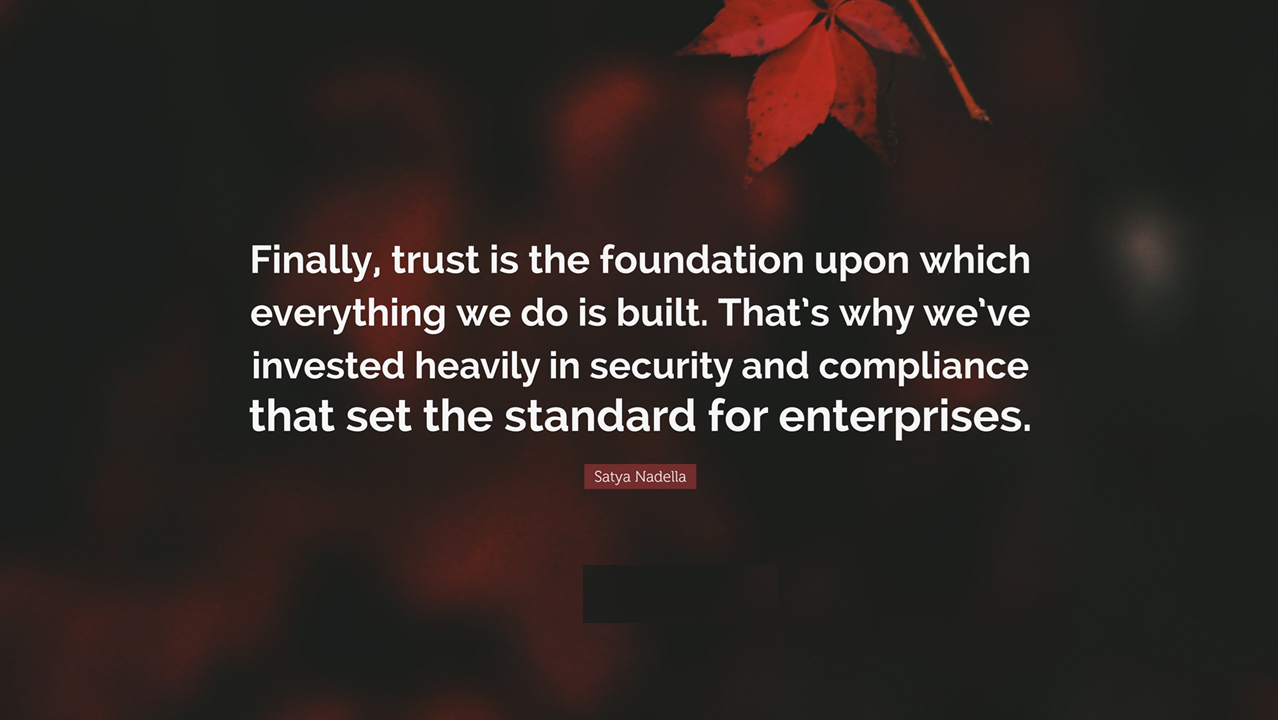 Finally, trust is the foundation upon which
everything we do is built. That’s why we’ve
invested heavily in security and compliance
that set the standard for enterprises.
Satya Nadella